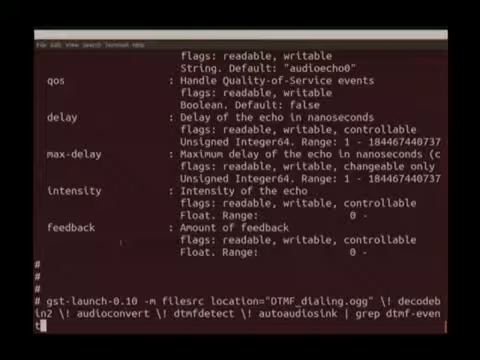 File Edit View Search Terminal Help
flags: readable, writable
String. Default: "audioecho0"
qos : Handle Quality-of-Service events
flags: readable, writable
Boolean. Default: false
delay : Delay of the echo in nanoseconds
flags: readable, writable, controllable
Unsigned Integer64. Range: 1 - 184467440737
max-delay : Maximum delay of the echo in nanoseconds (c
flags: readable, writable, changeable only
Unsigned Integer64. Range: 1 - 184467440737
intensity : Intensity of the echo
flags: readable, writable, controllable
Float. Range: 0 -
feedback : Amount of feedback
flags: readable, writable, controllable
Float. Range: 0 -
#
#
#
# gst-launch-0.10 -m filesrc location="DTMF_dialing.ogg" \! decodeb
in2 \! audioconvert \! dtmfdetect \! autoaudiosink | grep dtmf-even
t